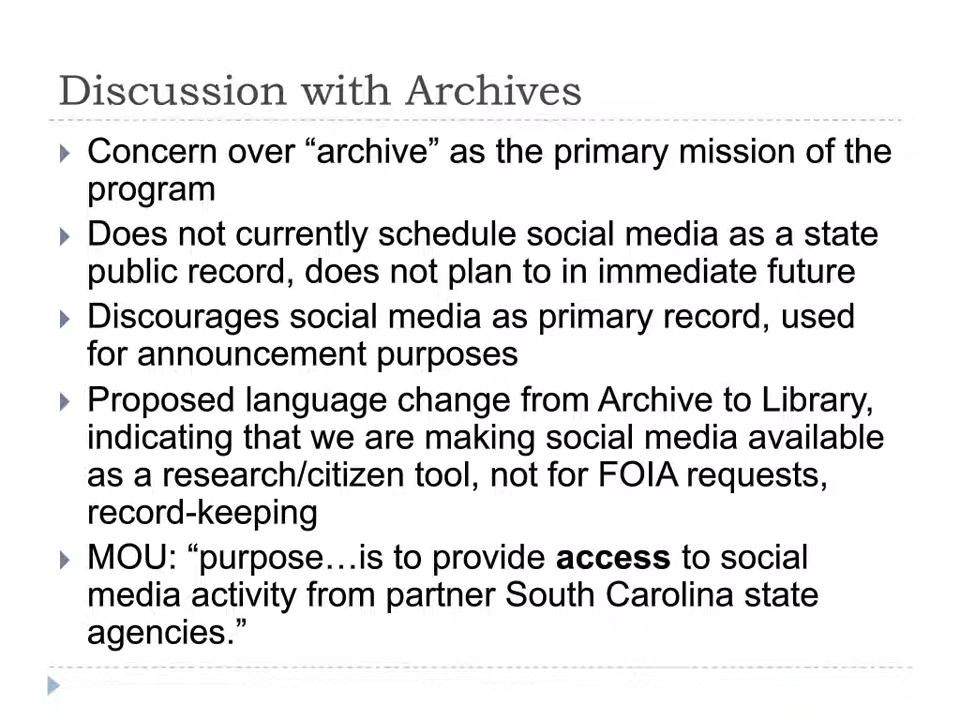 Discussion with Archives
Concern over “archive” as the primary mission of the
program
Does not currently schedule social media as a state
public record, does not plan to in immediate future
Discourages social media as primary record, used
for announcement purposes
Proposed language change from Archive to Library,
indicating that we are making social media available
as a research/citizen tool, not for FOIA requests,
record-keeping
MOU: “purpose…is to provide access to social
media activity from partner South Carolina state
agencies.”